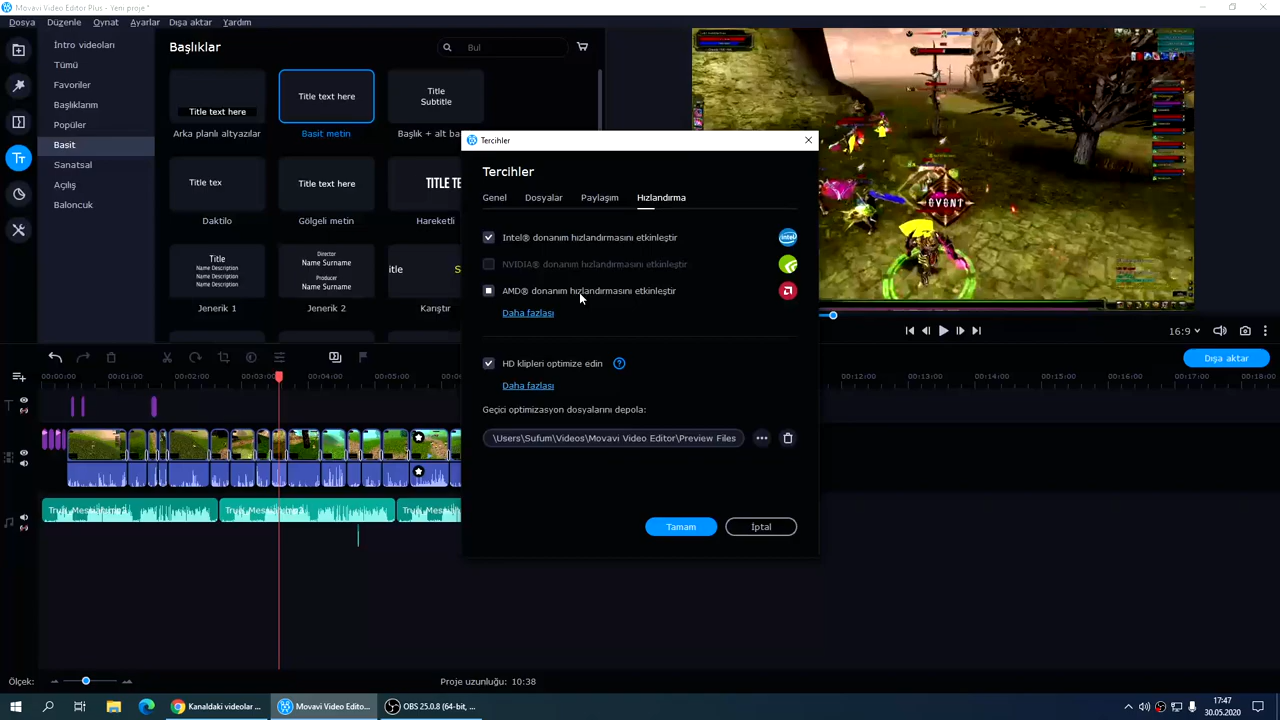 Movavi Video Editor Plus - Yeni proje *
Dosya Düzenle Oynat Ayarlar Dışa aktar Yardım
Intro videoları
Tümü
Favoriler
Başlıklarım
Popüler
Basit
Sanatsal
Açılış
Baloncuk
Başlıklar
Bul
Title text here
Arka planlı altyazılar
Title text here
Basit metin
Title
Subtitle
Title tex
Daktilo
Title text here
Gölgeli metin
Hareketli
Title
Name Description
Name Description
Name Description
Jenerik 1
Director
Name Surname
Producer
Name Surname
Jenerik 2
Karıştır
Tercihler
Tercihler
Genel Dosyalar Paylaşım Hızlandırma
Intel® donanım hızlandırmasını etkinleştir
intel
NVIDIA® donanım hızlandırmasını etkinleştir
AMD® donanım hızlandırmasını etkinleştir
Daha fazlası
HD klipleri optimize edin
Daha fazlası
Geçici optimizasyon dosyalarını depola:
\Users\Sufum\Videos\Movavi Video Editor\Preview Files
Tamam İptal
EVENT
16:9
Dışa aktar
00:00:00 00:01:00 00:02:00 00:03:00 00:04:00 00:05:00 00:12:00 00:13:00 00:14:00 00:15:00 00:16:00 00:17:00 00:18:00
Ölçek:
Proje uzunluğu: 10:38
Kanaldaki videolar ...
Movavi Video Edito...
OBS 25.0.8 (64-bit, ...
17:47
30.05.2020